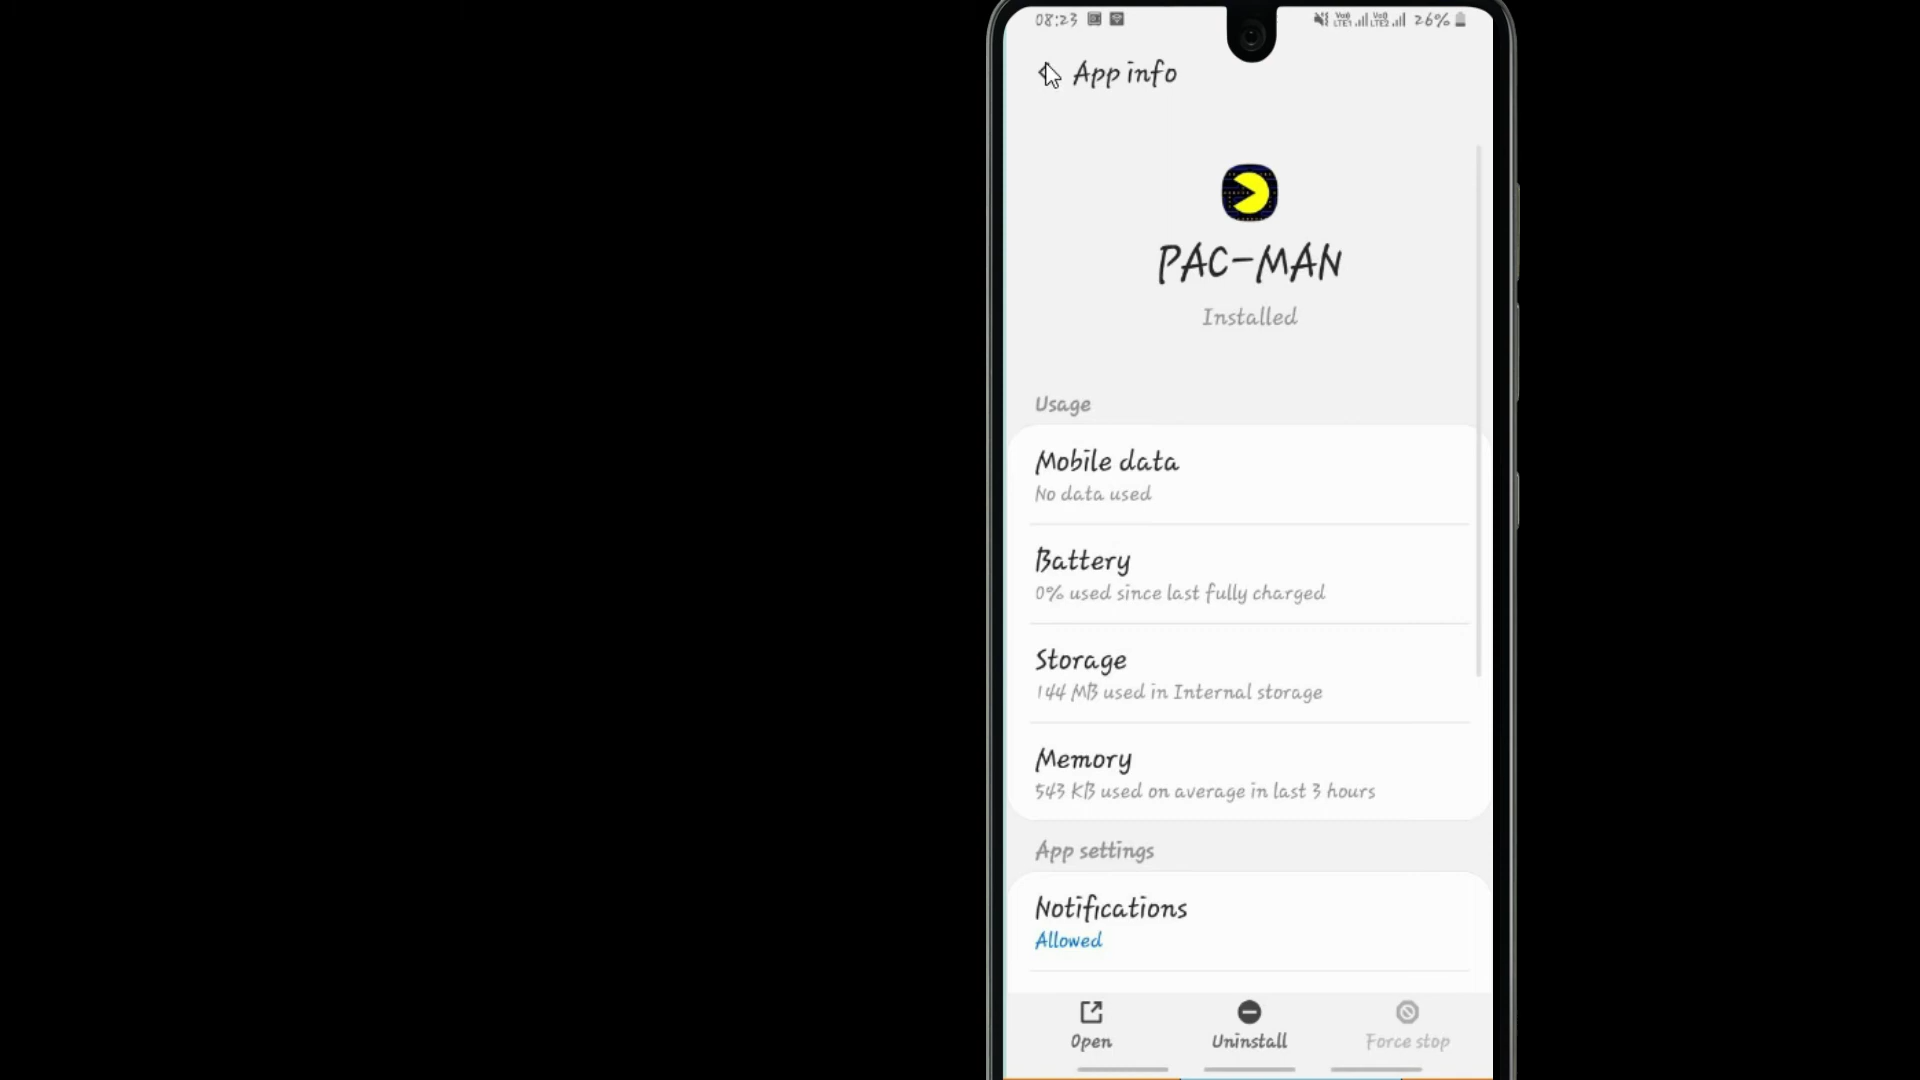 08:23 26%
App info
PAC-MAN
Installed
Usage
Mobile data
No data used
Battery
0% used since last fully charged
Storage
144 MB used in Internal storage
Memory
543 KB used on average in last 3 hours
App settings
Notifications
Allowed
Open Uninstall Force stop